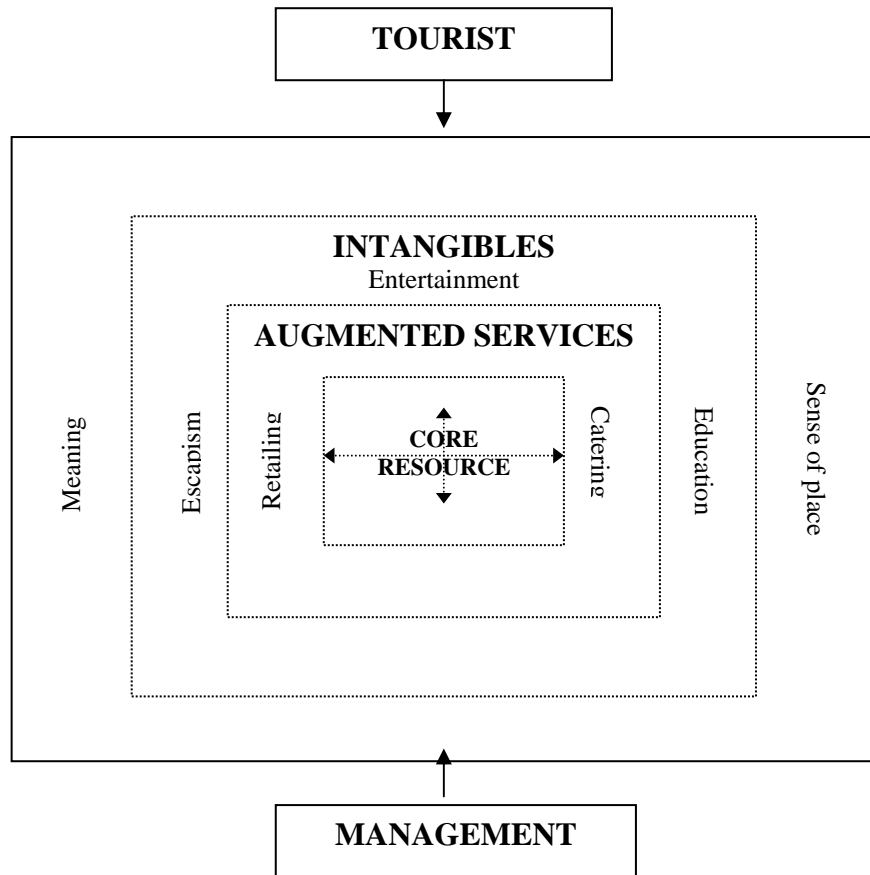 TOURIST
INTANGIBLES
Entertainment
AUGMENTED SERVICES
Meaning
Escapism
Retailing
CORE
RESOURCE
Catering
Education
Sense of place
MANAGEMENT